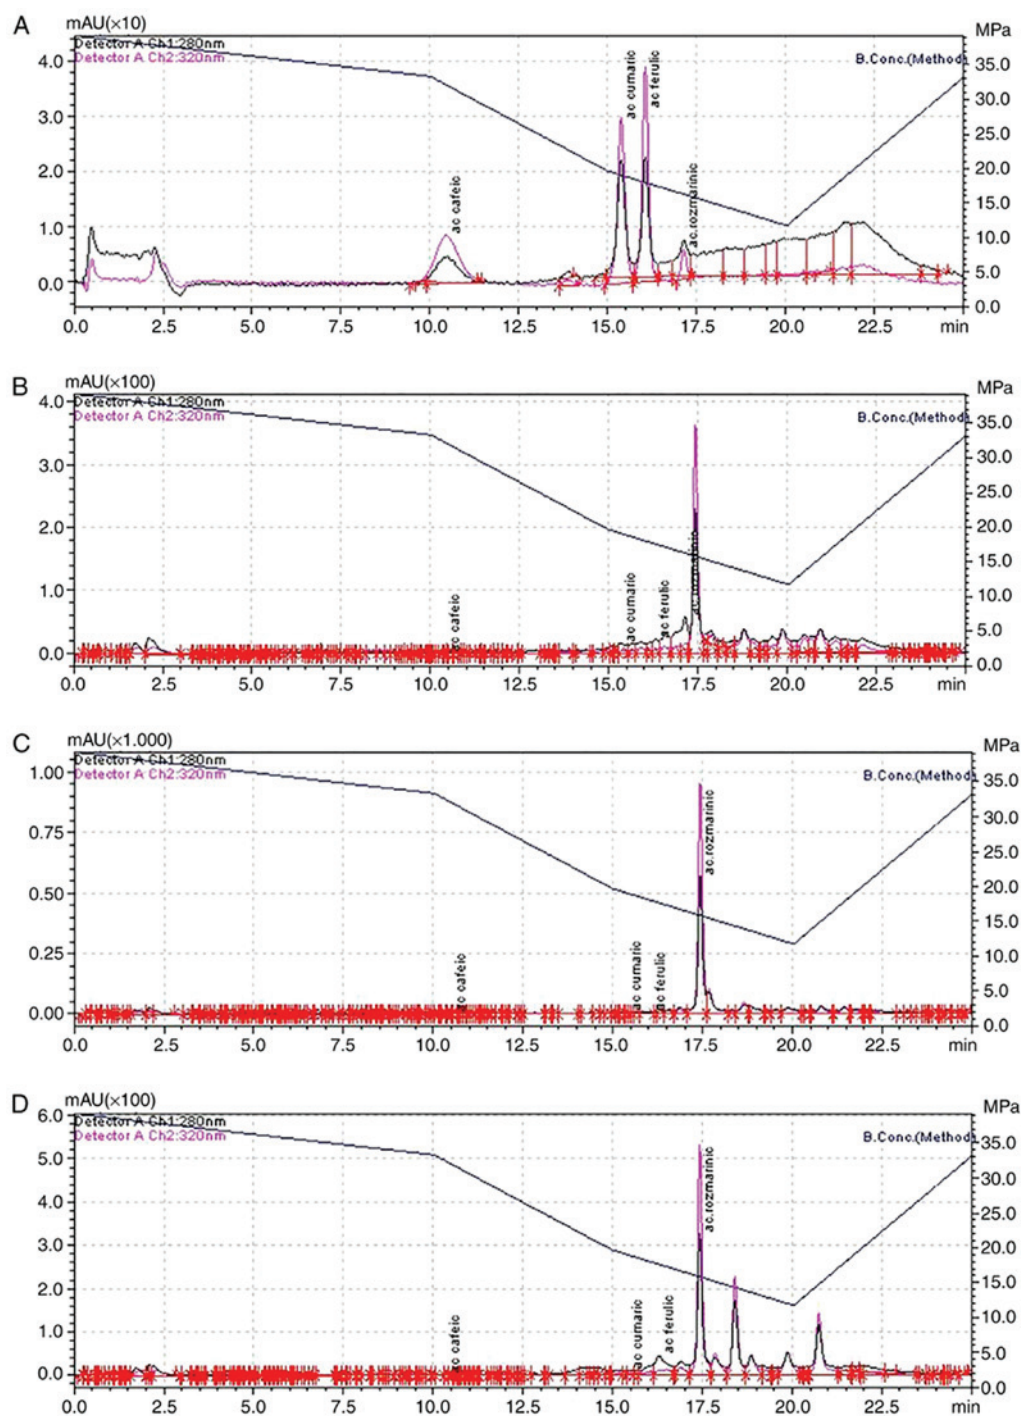 A
mAU(×10)
MPa
Detector A Ch1:280nm
Detector A Ch2:320nm
B.Conc.(Method)
4.0
3.0
2.0
1.0
0.0
35.0
30.0
25.0
20.0
15.0
10.0
5.0
0.0
ac cafeic
ac cumaric
ac ferulic
ac.rozmarinic
0.0 2.5 5.0 7.5 10.0 12.5 15.0 17.5 20.0 22.5 min
B
mAU(×100)
MPa
Detector A Ch1:280nm
Detector A Ch2:320nm
B.Conc.(Method)
4.0
3.0
2.0
1.0
0.0
35.0
30.0
25.0
20.0
15.0
10.0
5.0
0.0
ac cafeic
ac cumaric
ac ferulic
0.0 2.5 5.0 7.5 10.0 12.5 15.0 17.5 20.0 22.5 min
C
mAU(×1.000)
MPa
Detector A Ch1:280nm
Detector A Ch2:320nm
B.Conc.(Method)
1.00
0.75
0.50
0.25
0.00
35.0
30.0
25.0
20.0
15.0
10.0
5.0
0.0
ac cafeic
ac cumaric
ac ferulic
ac.rozmarinic
0.0 2.5 5.0 7.5 10.0 12.5 15.0 17.5 20.0 22.5 min
D
mAU(×100)
MPa
Detector A Ch1:280nm
Detector A Ch2:320nm
B.Conc.(Method)
6.0
5.0
4.0
3.0
2.0
1.0
0.0
35.0
30.0
25.0
20.0
15.0
10.0
5.0
0.0
ac cafeic
ac cumaric
ac ferulic
ac.rozmarinic
0.0 2.5 5.0 7.5 10.0 12.5 15.0 17.5 20.0 22.5 min